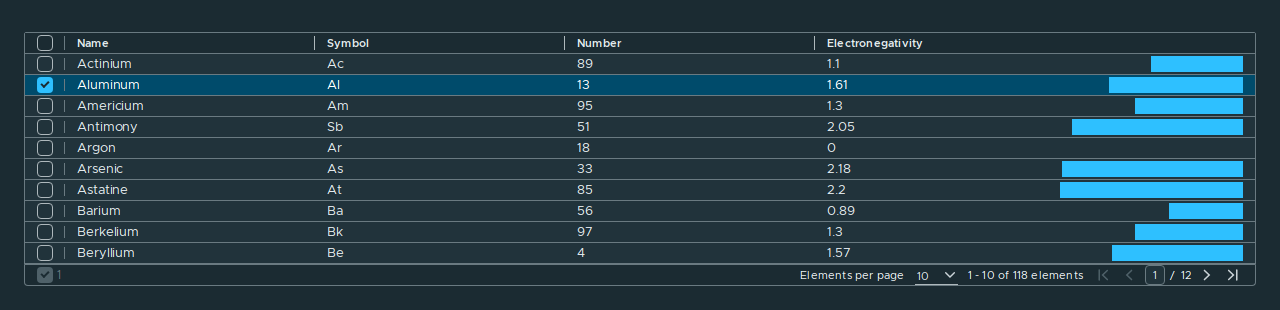 Name Symbol Number Electronegativity
Actinium Ac 89 1.1
Aluminum Al 13 1.61
Americium Am 95 1.3
Antimony Sb 51 2.05
Argon Ar 18 0
Arsenic As 33 2.18
Astatine At 85 2.2
Barium Ba 56 0.89
Berkelium Bk 97 1.3
Beryllium Be 4 1.57
1 Elements per page 10 1 - 10 of 118 elements 1 / 12